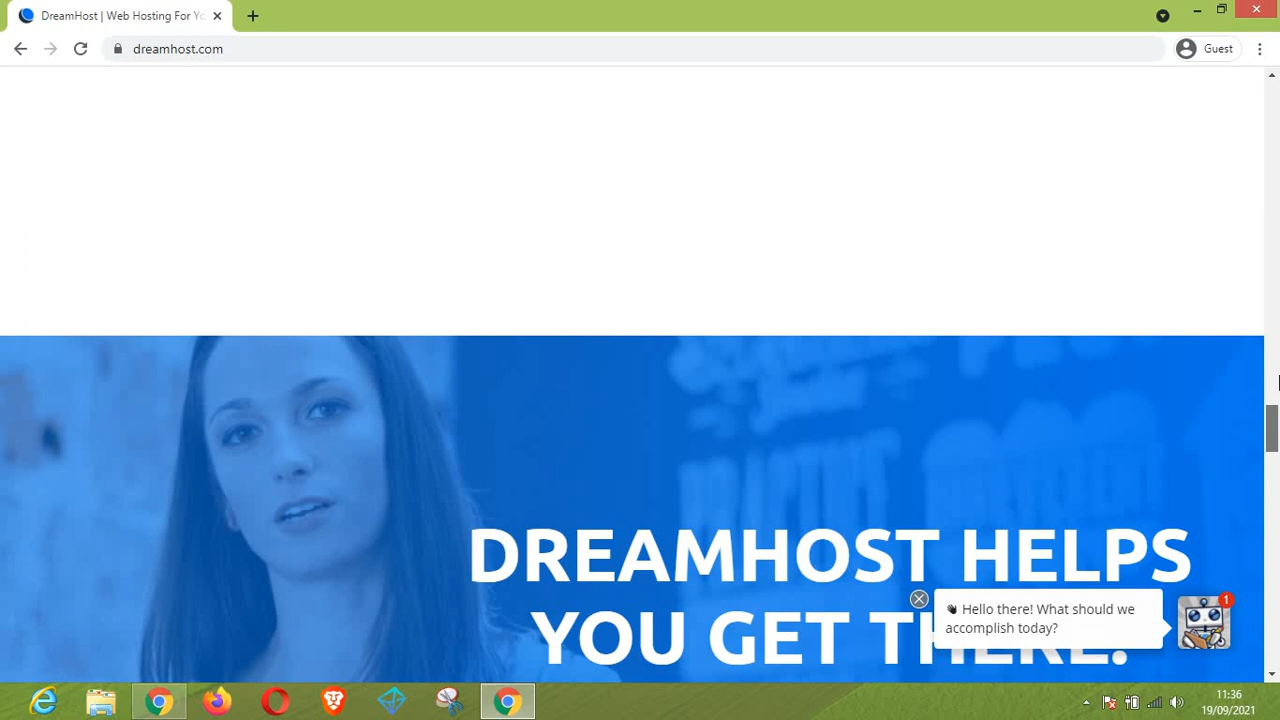 DreamHost | Web Hosting For Yo
dreamhost.com
Guest
DREAMHOST HELPS
YOU GET THERE.
1
Hello there! What should we
accomplish today?
11:36
19/09/2021